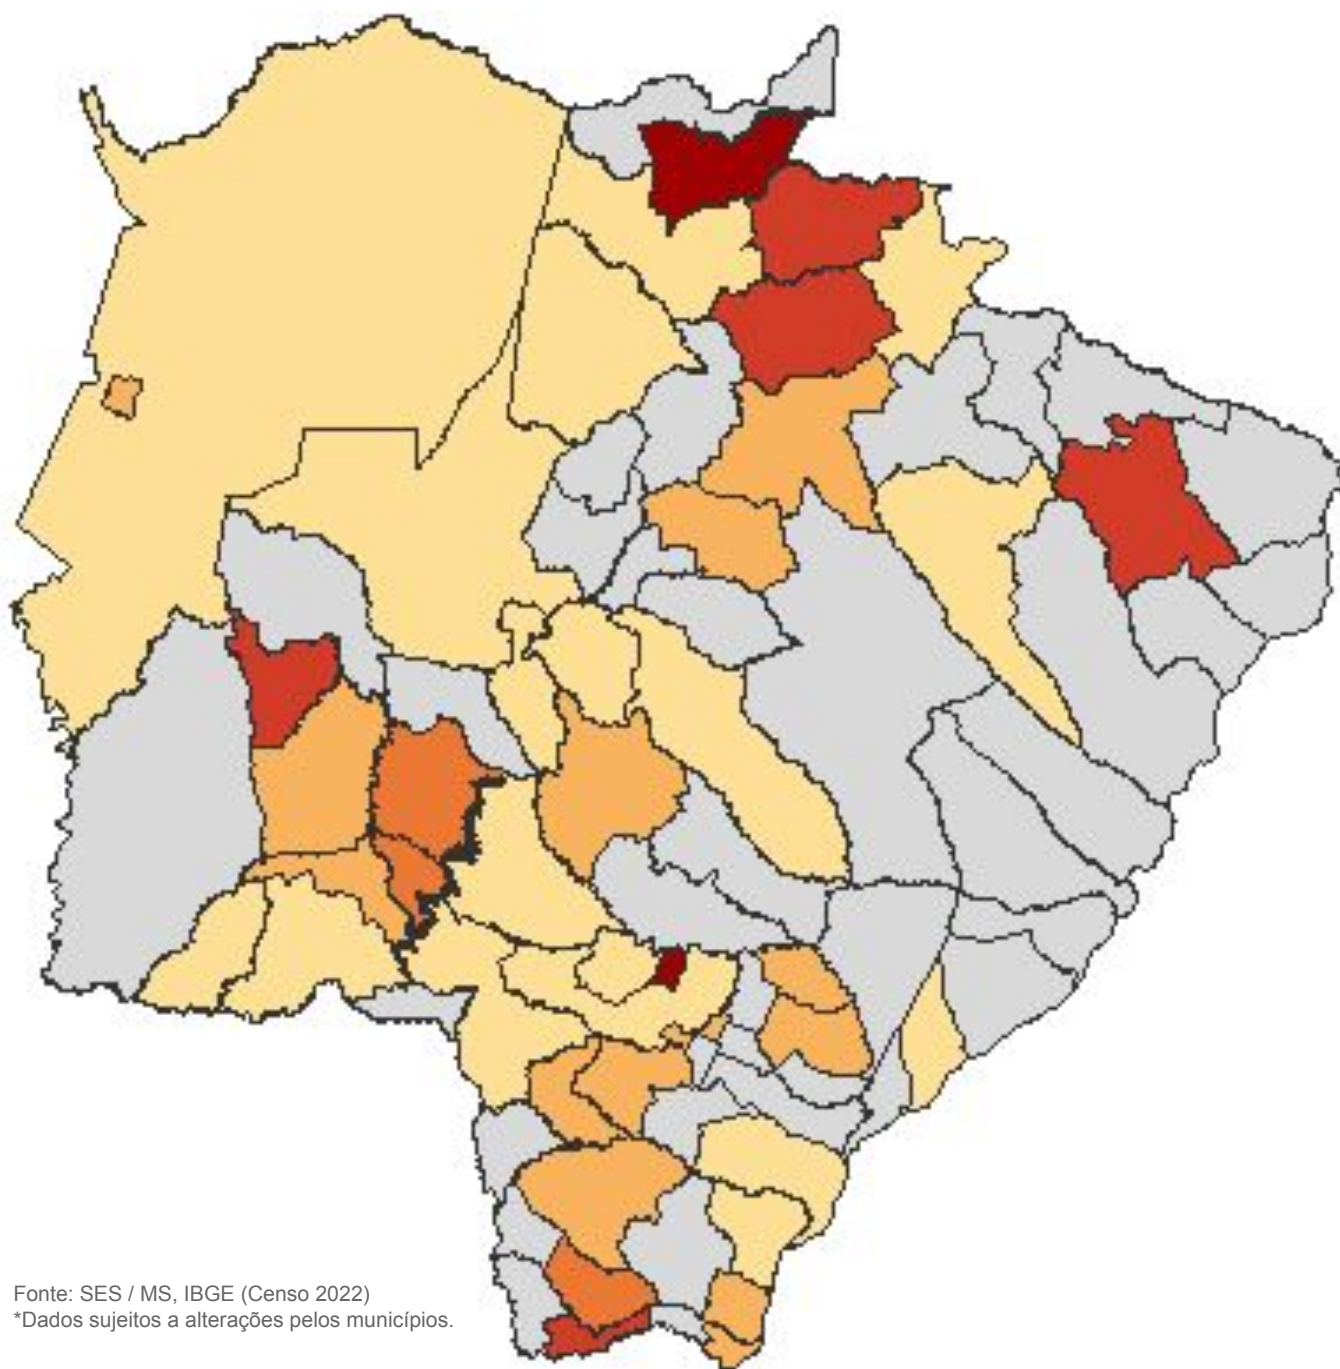 Fonte: SES / MS, IBGE (Censo 2022)
*Dados sujeitos a alterações pelos municípios.